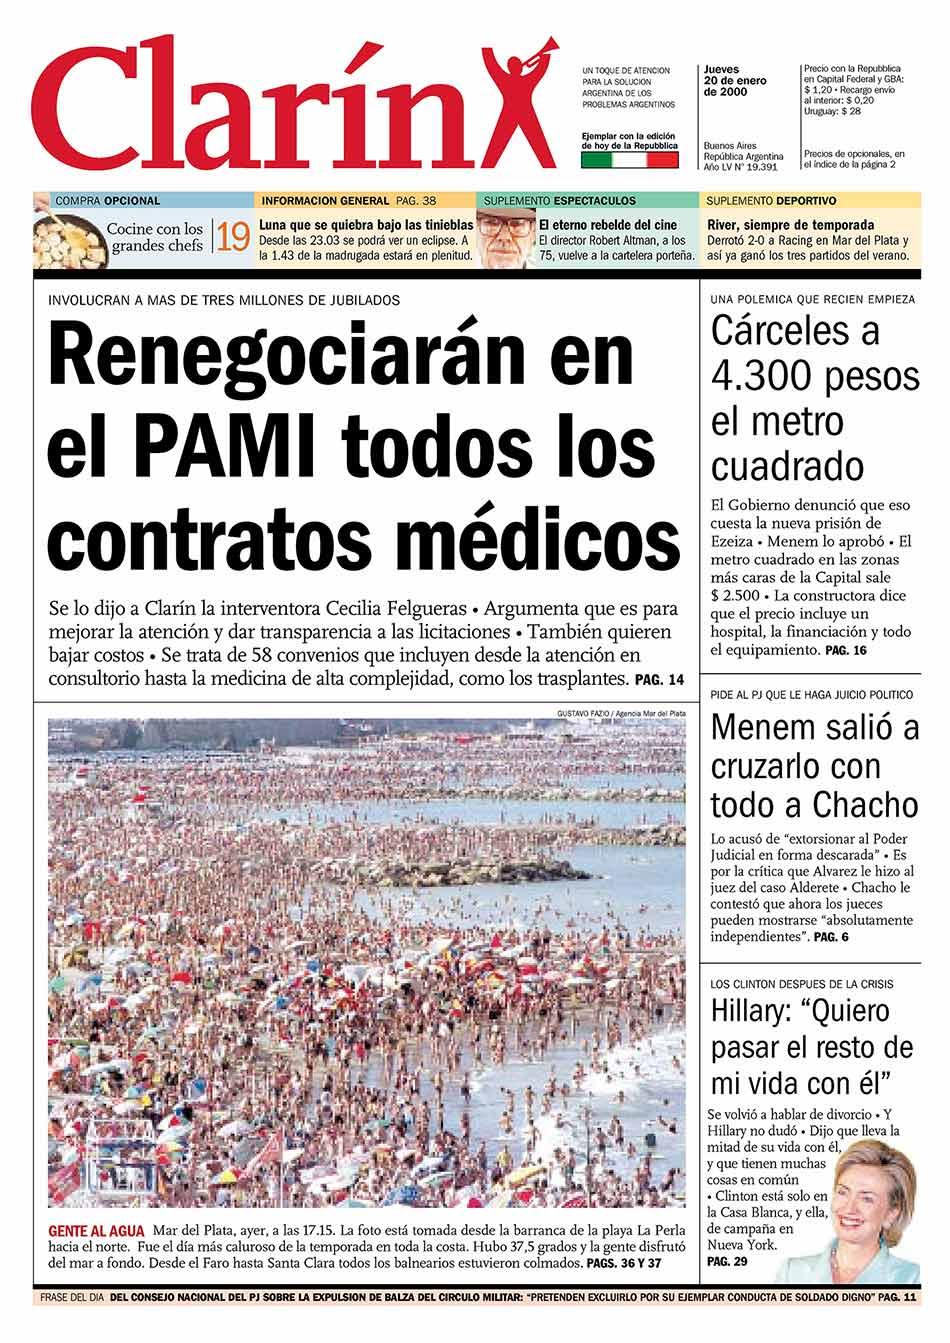 Clarín
UN TOQUE DE ATENCION
PARA LA SOLUCION
ARGENTINA DE LOS
PROBLEMAS ARGENTINOS
Ejemplar con la edición
de hoy de la Repubblica
Jueves
20 de enero
de 2000
Buenos Aires
República Argentina
Año LV N° 19.391
Precio con la Repubblica
en Capital Federal y GBA:
$ 1,20 • Recargo envío
al interior: $ 0,20
Uruguay: $ 28
Precios de opcionales, en
el índice de la página 2
COMPRA OPCIONAL
Cocine con los
grandes chefs
19
INFORMACION GENERAL PAG. 38
Luna que se quiebra bajo las tinieblas
Desde las 23.03 se podrá ver un eclipse. A
la 1.43 de la madrugada estará en plenitud.
SUPLEMENTO ESPECTACULOS
El eterno rebelde del cine
El director Robert Altman, a los
75, vuelve a la cartelera porteña.
SUPLEMENTO DEPORTIVO
River, siempre de temporada
Derrotó 2-0 a Racing en Mar del Plata y
así ya ganó los tres partidos del verano.
INVOLUCRAN A MAS DE TRES MILLONES DE JUBILADOS
Renegociarán en
el PAMI todos los
contratos médicos
Se lo dijo a Clarín la interventora Cecilia Felgueras • Argumenta que es para
mejorar la atención y dar transparencia a las licitaciones • También quieren
bajar costos • Se trata de 58 convenios que incluyen desde la atención en
consultorio hasta la medicina de alta complejidad, como los trasplantes. PAG. 14
GUSTAVO FAZIO / Agencia Mar del Plata
GENTE AL AGUA Mar del Plata, ayer, a las 17.15. La foto está tomada desde la barranca de la playa La Perla
hacia el norte. Fue el día más caluroso de la temporada en toda la costa. Hubo 37,5 grados y la gente disfrutó
del mar a fondo. Desde el Faro hasta Santa Clara todos los balnearios estuvieron colmados. PAGS. 36 Y 37
UNA POLEMICA QUE RECIEN EMPIEZA
Cárceles a
4.300 pesos
el metro
cuadrado
El Gobierno denunció que eso
cuesta la nueva prisión de
Ezeiza • Menem lo aprobó • El
metro cuadrado en las zonas
más caras de la Capital sale
$ 2.500 • La constructora dice
que el precio incluye un
hospital, la financiación y todo
el equipamiento. PAG. 16
PIDE AL PJ QUE LE HAGA JUICIO POLITICO
Menem salió a
cruzarlo con
todo a Chacho
Lo acusó de “extorsionar al Poder
Judicial en forma descarada” • Es
por la crítica que Alvarez le hizo al
juez del caso Alderete • Chacho le
contestó que ahora los jueces
pueden mostrarse “absolutamente
independientes”. PAG. 6
LOS CLINTON DESPUES DE LA CRISIS
Hillary: “Quiero
pasar el resto de
mi vida con él”
Se volvió a hablar de divorcio • Y
Hillary no dudó • Dijo que lleva la
mitad de su vida con él,
y que tienen muchas
cosas en común
• Clinton está solo en
la Casa Blanca, y ella,
de campaña en
Nueva York.
PAG. 29
FRASE DEL DIA DEL CONSEJO NACIONAL DEL PJ SOBRE LA EXPULSION DE BALZA DEL CIRCULO MILITAR: “PRETENDEN EXCLUIRLO POR SU EJEMPLAR CONDUCTA DE SOLDADO DIGNO” PAG. 11